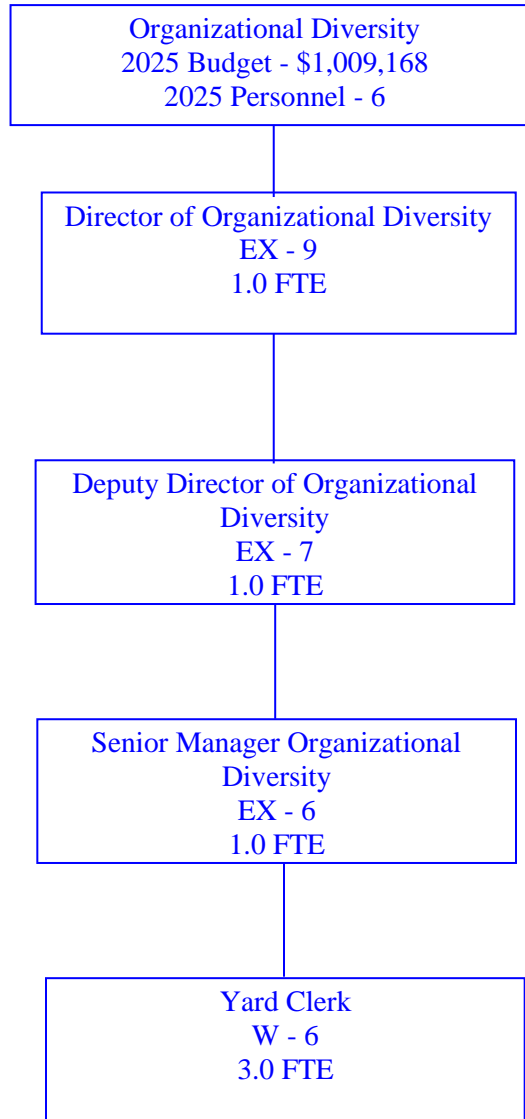 Organizational Diversity
2025 Budget - $1,009,168
2025 Personnel - 6
Director of Organizational Diversity
EX - 9
1.0 FTE
Deputy Director of Organizational
Diversity
EX - 7
1.0 FTE
Senior Manager Organizational
Diversity
EX - 6
1.0 FTE
Yard Clerk
W - 6
3.0 FTE